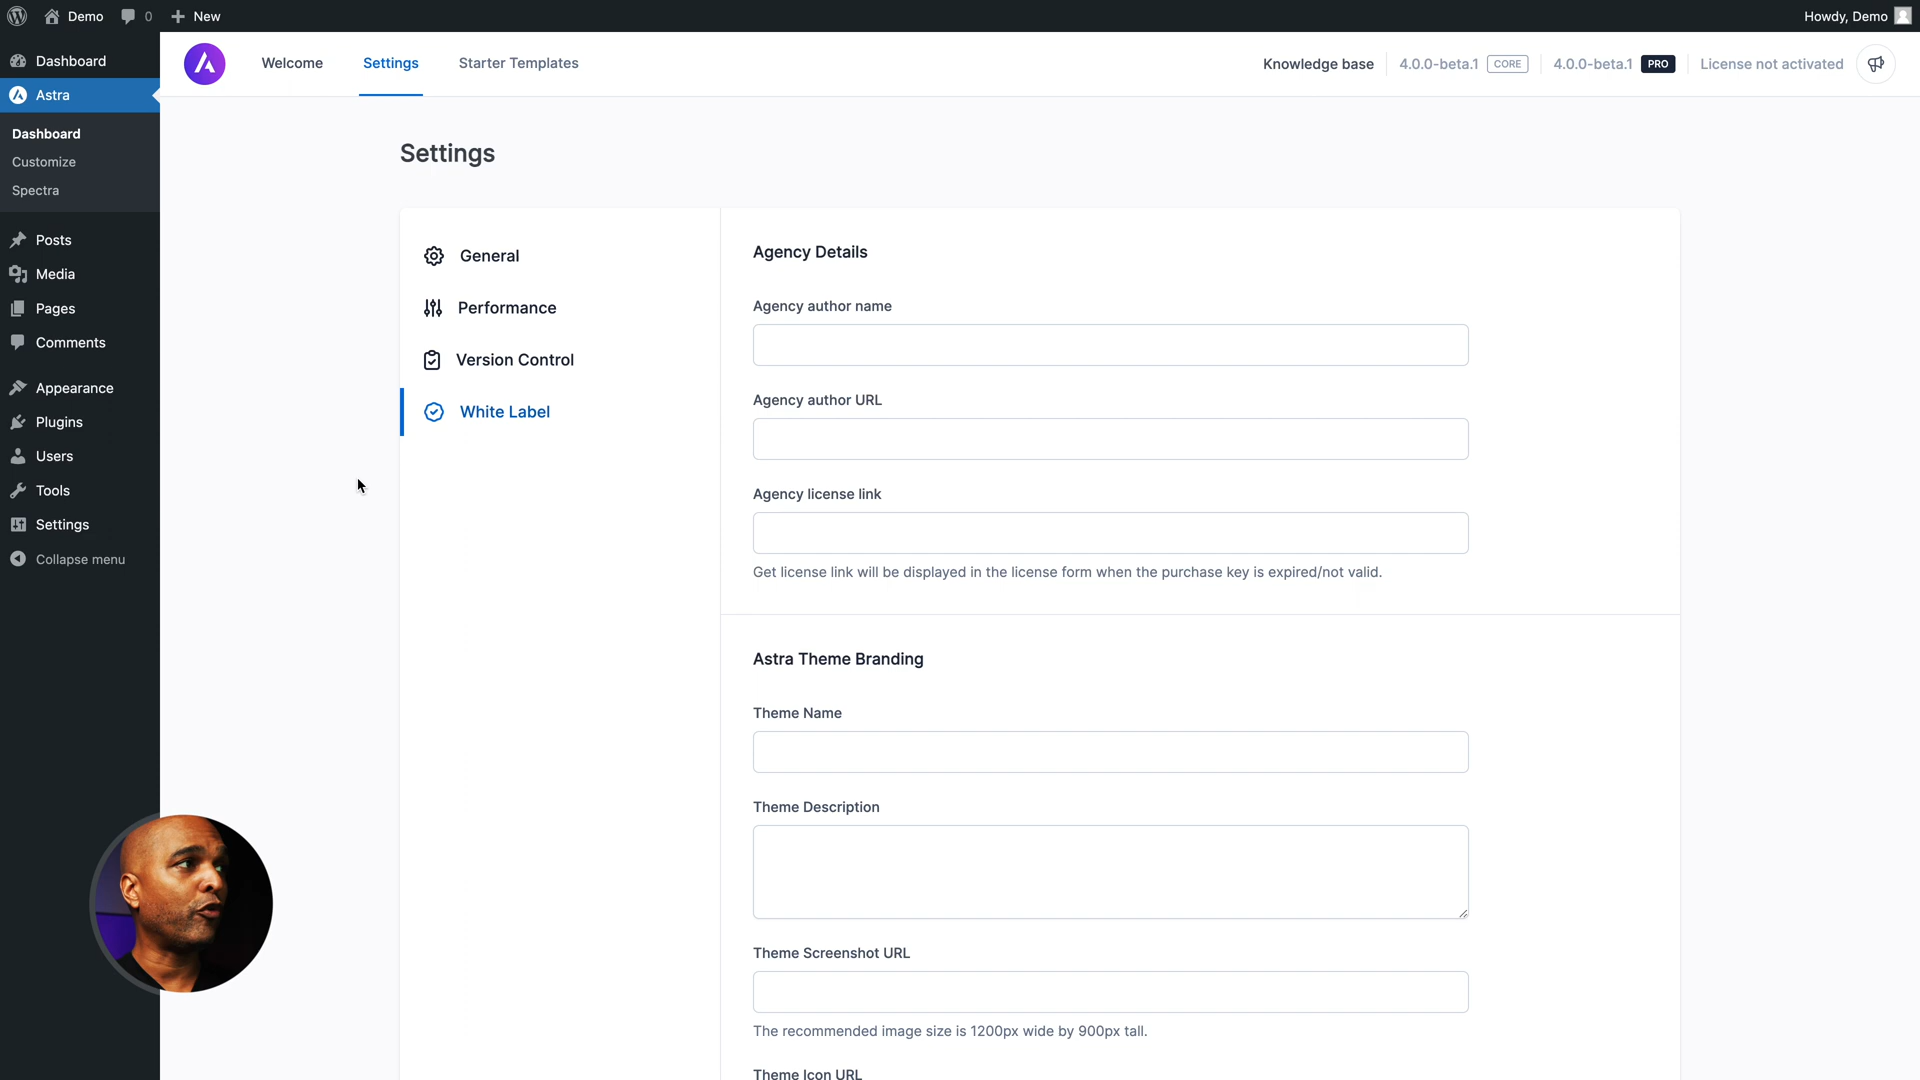 Demo
0
New
Howdy, Demo
Dashboard
Astra
Dashboard
Customize
Spectra
Posts
Media
Pages
Comments
Appearance
Plugins
Users
Tools
Settings
Collapse menu
Welcome
Settings
Starter Templates
Knowledge base
4.0.0-beta.1 CORE
4.0.0-beta.1 PRO
License not activated
Settings
General
Performance
Version Control
White Label
Agency Details
Agency author name
Agency author URL
Agency license link
Get license link will be displayed in the license form when the purchase key is expired/not valid.
Astra Theme Branding
Theme Name
Theme Description
Theme Screenshot URL
The recommended image size is 1200px wide by 900px tall.
Theme Icon URL